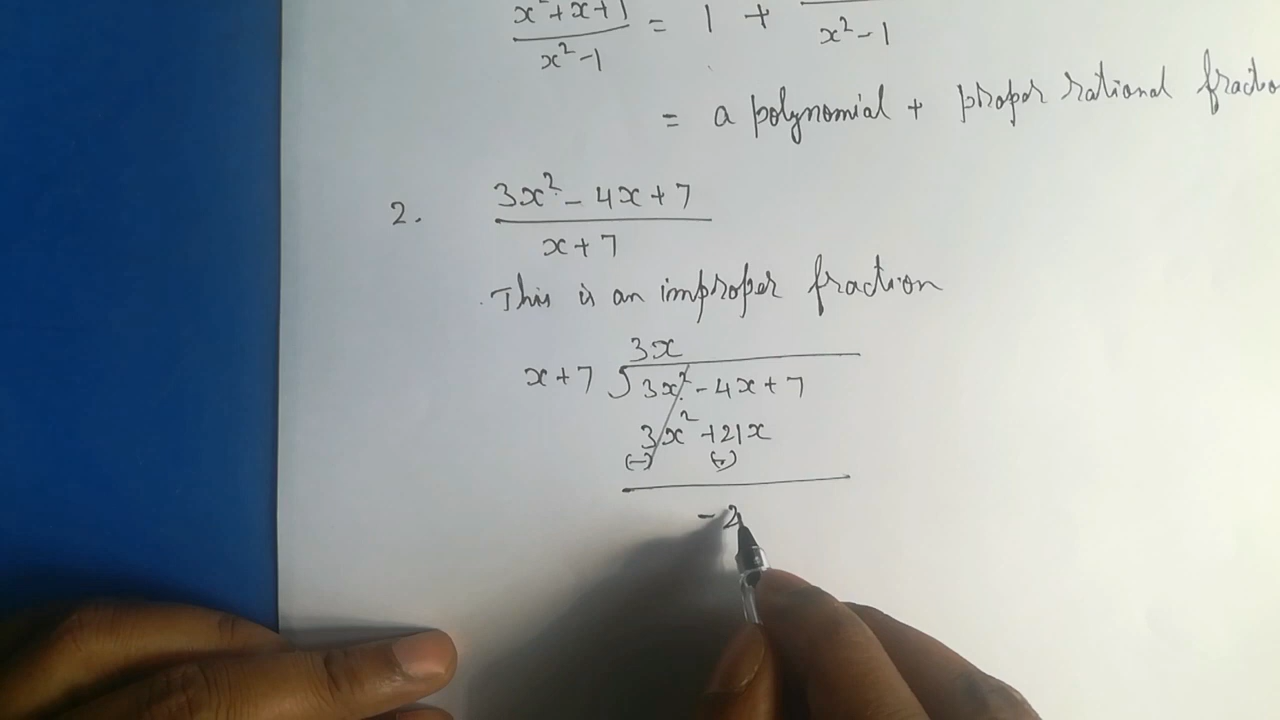 x²+x+1 / x²-1 = 1 + / x²-1
= a polynomial + proper rational
2. 3x² - 4x + 7 / x + 7
This is an improper fraction
3x
x + 7 ) 3x² - 4x + 7
3x² + 21x
(-) (-)
- 2